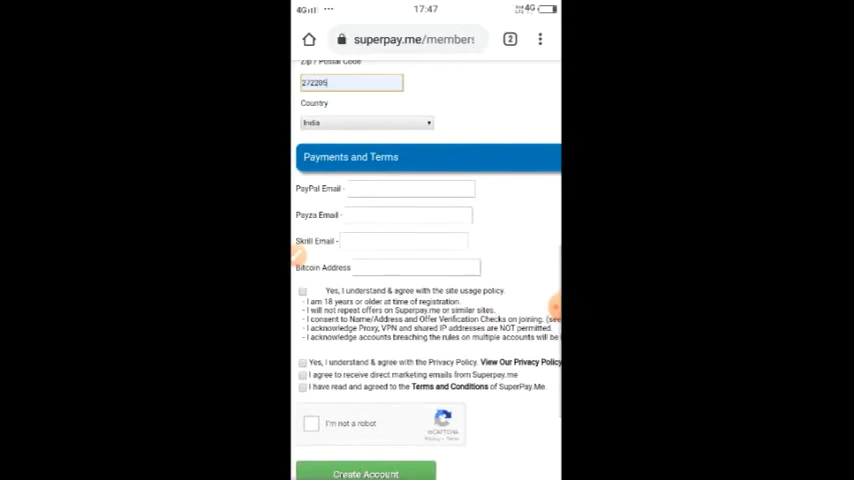 4G 17:47 4G
superpay.me/members 2
Zip / Postal Code
272205
Country
India
Payments and Terms
PayPal Email -
Payza Email -
Skrill Email -
Bitcoin Address
Yes, I understand & agree with the site usage policy.
- I am 18 years or older at time of registration.
- I will not repeat offers on Superpay.me or similar sites.
- I consent to Name/Address and Offer Verification Checks on joining. (see
- I acknowledge Proxy, VPN and shared IP addresses are NOT permitted.
- I acknowledge accounts breaching the rules on multiple accounts will be
Yes, I understand & agree with the Privacy Policy. View Our Privacy Policy
I agree to receive direct marketing emails from Superpay.me
I have read and agreed to the Terms and Conditions of SuperPay.Me.
I'm not a robot
reCAPTCHA
Privacy - Terms
Create Account